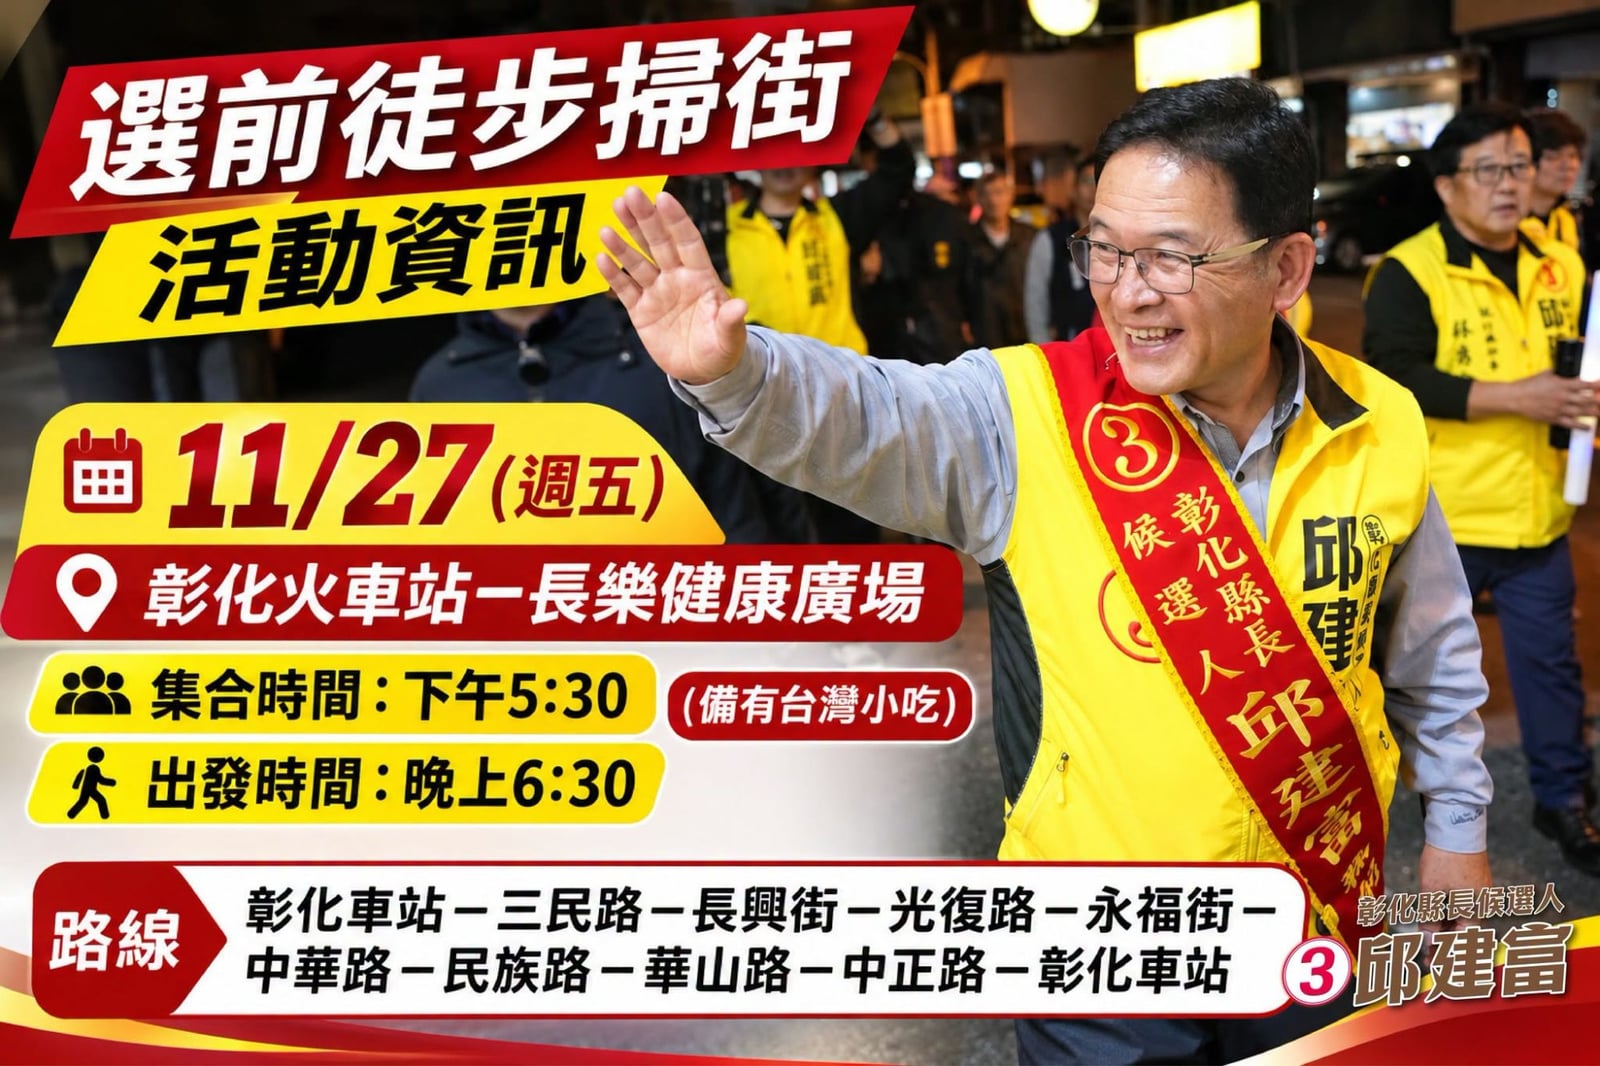 選前徒步掃街
活動資訊
11/27(週五)
彰化火車站－長樂健康廣場
集合時間：下午5:30
(備有台灣小吃)
出發時間：晚上6:30
路線
彰化車站－三民路－長興街－光復路－永福街－
中華路－民族路－華山路－中正路－彰化車站
3
彰化縣長
候選人
邱建富
邱建
邱
彰化縣長候選人
3 邱建富